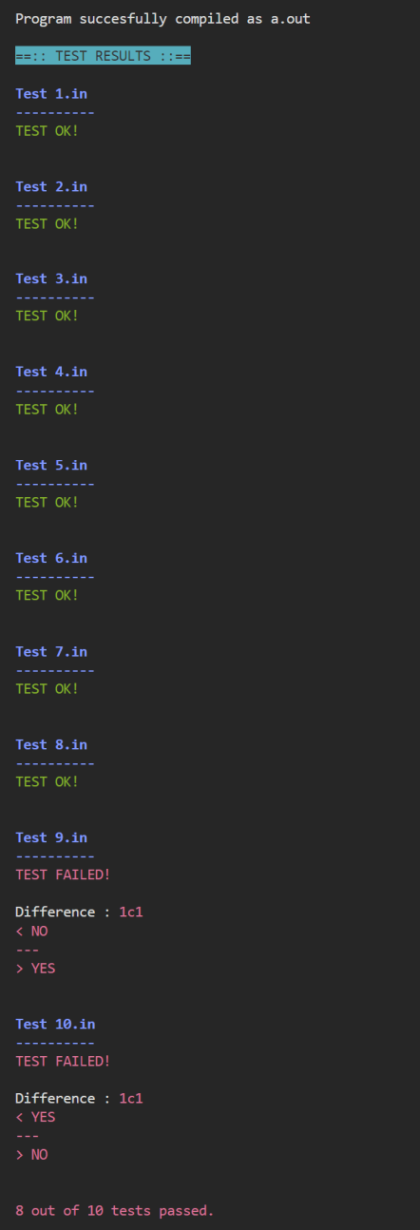 Program succesfully compiled as a.out
==:: TEST RESULTS ::==
Test 1.in
----------
TEST OK!
Test 2.in
----------
TEST OK!
Test 3.in
----------
TEST OK!
Test 4.in
----------
TEST OK!
Test 5.in
----------
TEST OK!
Test 6.in
----------
TEST OK!
Test 7.in
----------
TEST OK!
Test 8.in
----------
TEST OK!
Test 9.in
----------
TEST FAILED!
Difference : 1c1
< NO
---
> YES
Test 10.in
----------
TEST FAILED!
Difference : 1c1
< YES
---
> NO
8 out of 10 tests passed.